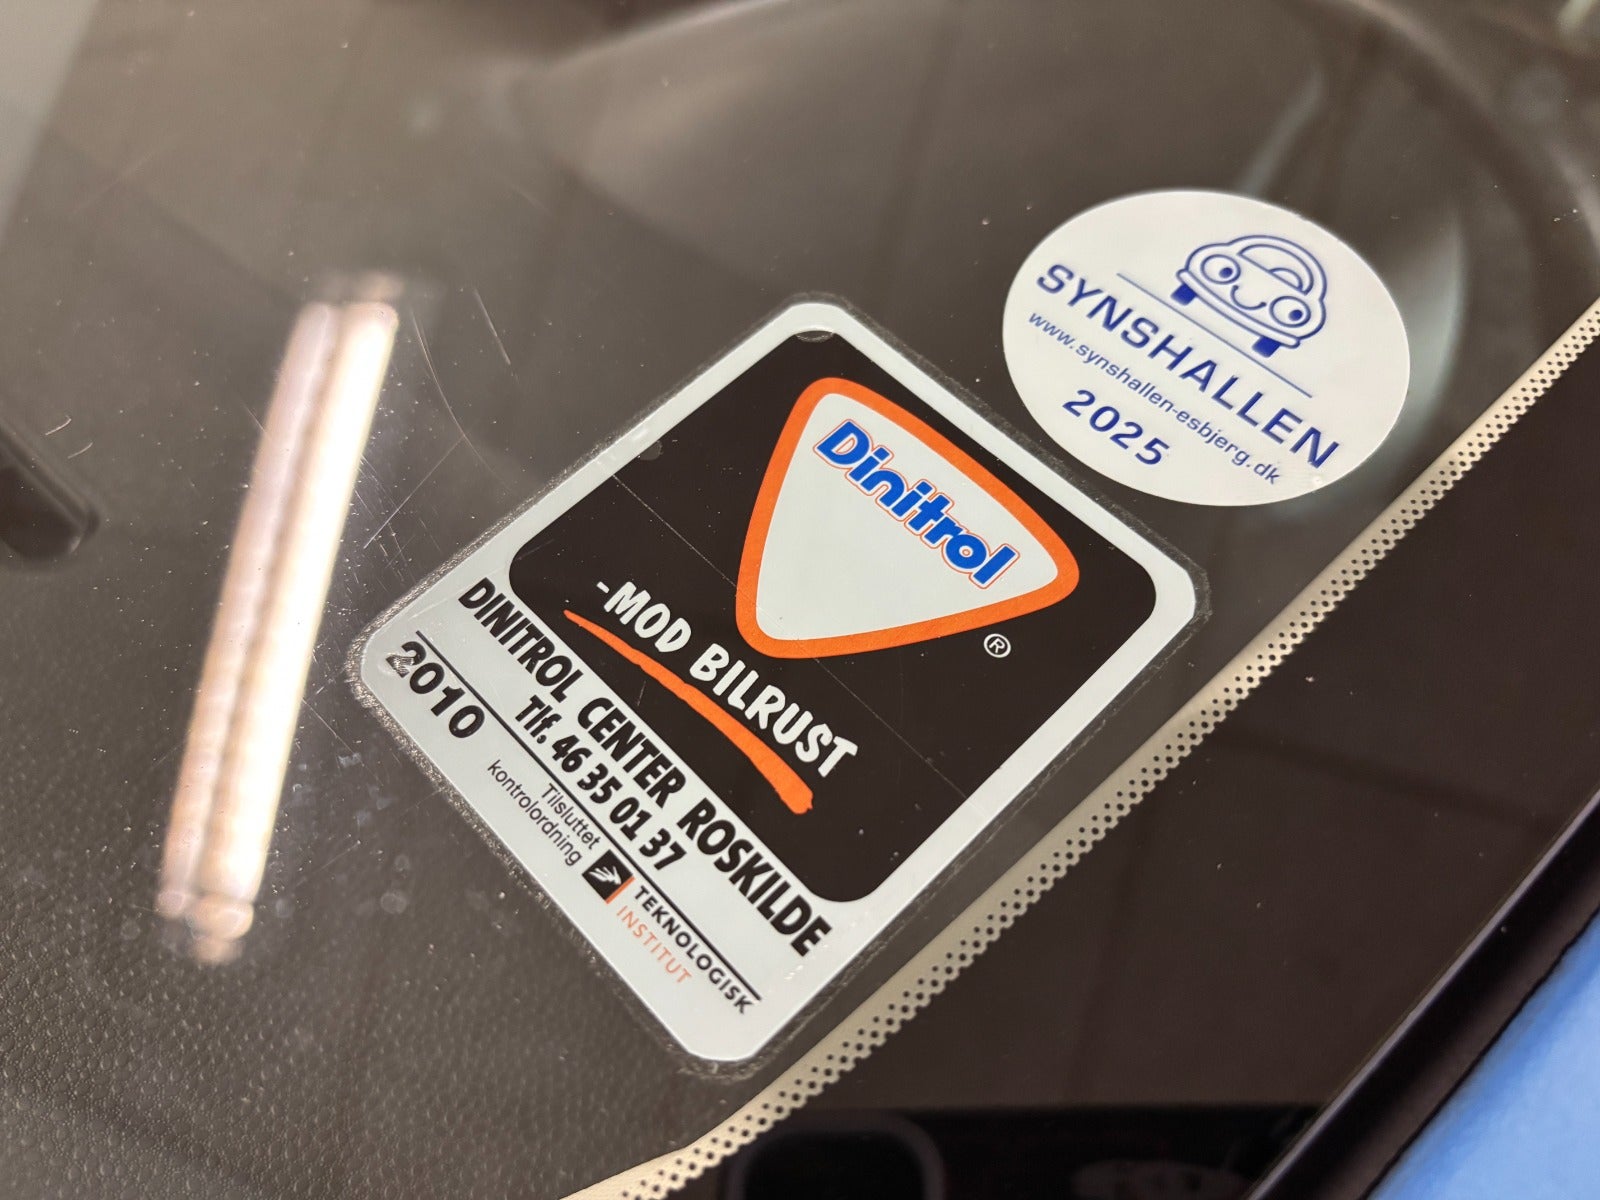 SYNSHALLEN
www.synshallen-esbjerg.dk
2025
Dinitrol
®
-MOD BILRUST
DINITROL CENTER ROSKILDE
Tlf. 46 35 01 37
2010
Tilsluttet
kontrolordning
TEKNOLOGISK
INSTITUT